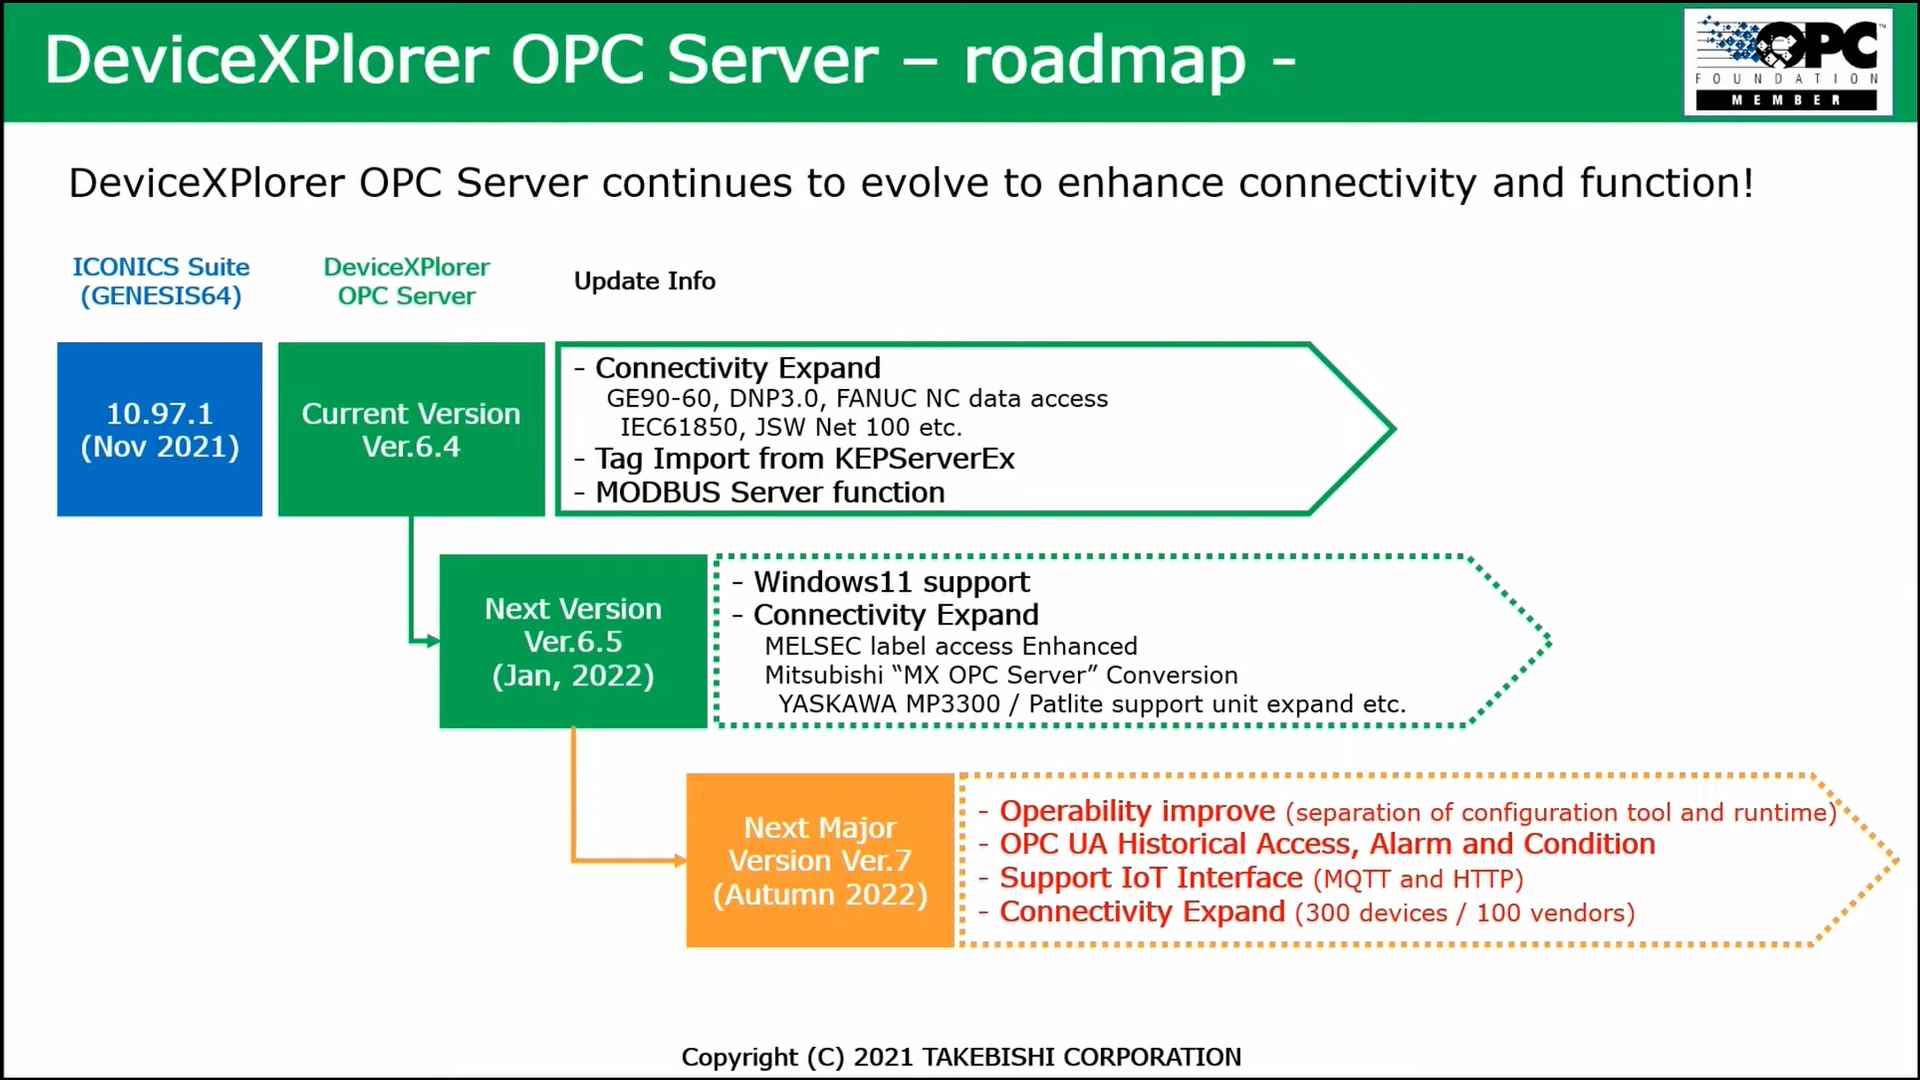 DeviceXPlorer OPC Server – roadmap -
OPC™
FOUNDATION
MEMBER
DeviceXPlorer OPC Server continues to evolve to enhance connectivity and function!
ICONICS Suite
(GENESIS64)
DeviceXPlorer
OPC Server
Update Info
10.97.1
(Nov 2021)
Current Version
Ver.6.4
- Connectivity Expand
GE90-60, DNP3.0, FANUC NC data access
IEC61850, JSW Net 100 etc.
- Tag Import from KEPServerEx
- MODBUS Server function
Next Version
Ver.6.5
(Jan, 2022)
- Windows11 support
- Connectivity Expand
MELSEC label access Enhanced
Mitsubishi “MX OPC Server” Conversion
YASKAWA MP3300 / Patlite support unit expand etc.
Next Major
Version Ver.7
(Autumn 2022)
- Operability improve (separation of configuration tool and runtime)
- OPC UA Historical Access, Alarm and Condition
- Support IoT Interface (MQTT and HTTP)
- Connectivity Expand (300 devices / 100 vendors)
Copyright (C) 2021 TAKEBISHI CORPORATION